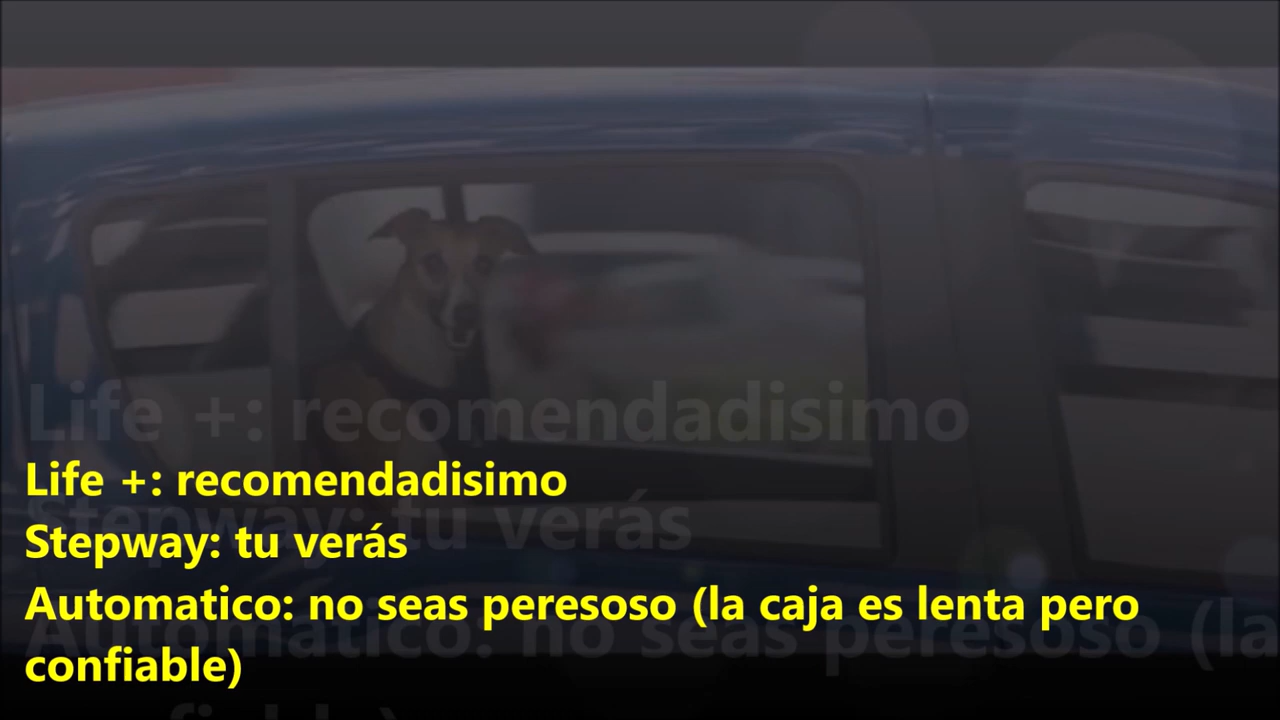 Life +: recomendadisimo
Stepway: tu verás
Automatico: no seas peresoso (la caja es lenta pero
confiable)